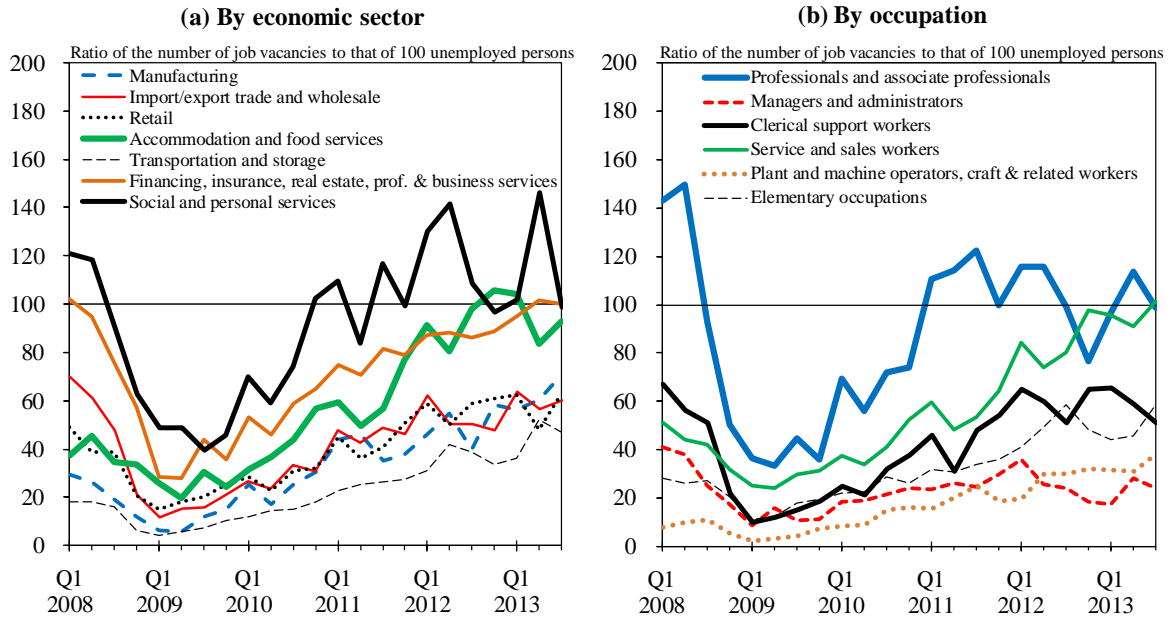 (a) By economic sector
Ratio of the number of job vacancies to that of 100 unemployed persons
200
180
160
140
120
100
80
60
40
20
0
Manufacturing
Import/export trade and wholesale
Retail
Accommodation and food services
Transportation and storage
Financing, insurance, real estate, prof. & business services
Social and personal services
Q1 Q1 Q1 Q1 Q1 Q1
2008 2009 2010 2011 2012 2013
(b) By occupation
Ratio of the number of job vacancies to that of 100 unemployed persons
200
180
160
140
120
100
80
60
40
20
0
Professionals and associate professionals
Managers and administrators
Clerical support workers
Service and sales workers
Plant and machine operators, craft & related workers
Elementary occupations
Q1 Q1 Q1 Q1 Q1 Q1
2008 2009 2010 2011 2012 2013